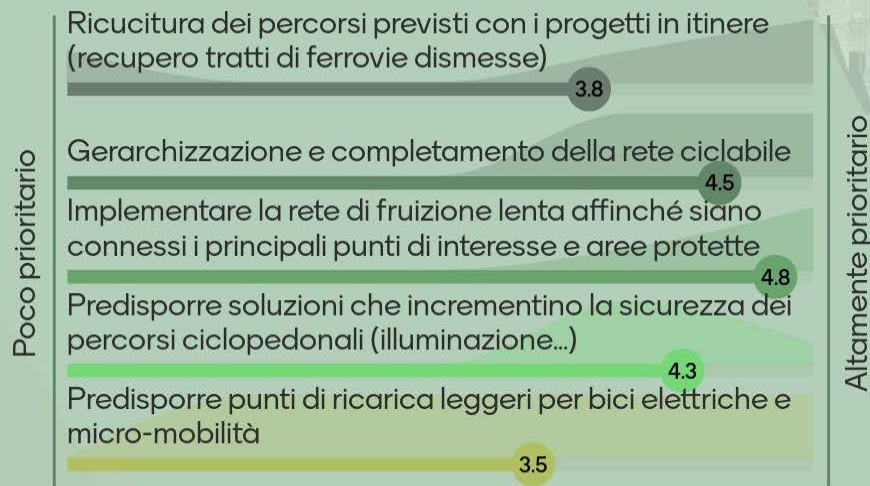 Ricucitura dei percorsi previsti con i progetti in itinere
(recupero tratti di ferrovie dismesse)
3.8
Gerarchizzazione e completamento della rete ciclabile
4.5
Implementare la rete di fruizione lenta affinché siano
connessi i principali punti di interesse e aree protette
4.8
Predisporre soluzioni che incrementino la sicurezza dei
percorsi ciclopedonali (illuminazione...)
4.3
Predisporre punti di ricarica leggeri per bici elettriche e
micro-mobilità
3.5
Poco prioritario
Altamente prioritario